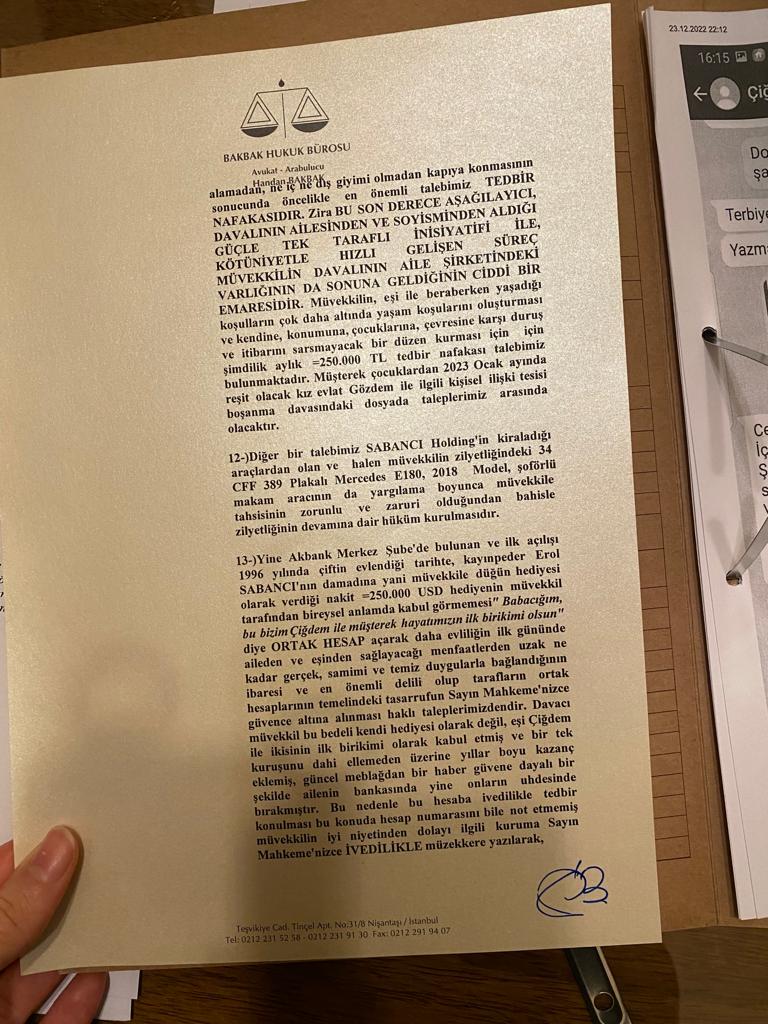 BAKBAK HUKUK BÜROSU
Avukat - Arabulucu
Handan BAKBAK
alamadan, ne iç ne dış giyimi olmadan kapıya konmasının
sonucunda öncelikle en önemli talebimiz TEDBİR
NAFAKASIDIR. Zira BU SON DERECE AŞAĞILAYICI,
DAVALININ AİLESİNDEN VE SOYİSMİNDEN ALDIĞI
GÜÇLE TEK TARAFLI İNİSİYATİFİ İLE,
KÖTÜNİYETLE HIZLI GELİŞEN SÜREÇ
MÜVEKKİLİN DAVALININ AİLE ŞİRKETİNDEKİ
VARLIĞININ DA SONUNA GELDİĞİNİN CİDDİ BİR
EMARESİDİR. Müvekkilin, eşi ile beraberken yaşadığı
koşulların çok daha altında yaşam koşularını oluşturması
ve kendine, konumuna, çocuklarına, çevresine karşı duruş
ve itibarını sarsmayacak bir düzen kurması için için
şimdilik aylık =250.000 TL tedbir nafakası talebimiz
bulunmaktadır. Müşterek çocuklardan 2023 Ocak ayında
reşit olacak kız evlat Gözdem ile ilgili kişisel ilişki tesisi
boşanma davasındaki dosyada taleplerimiz arasında
olacaktır.
12-)Diğer bir talebimiz SABANCI Holding'in kiraladığı
araçlardan olan ve halen müvekkilin zilyetliğindeki 34
CFF 389 Plakalı Mercedes E180, 2018 Model, şoförlü
makam aracının da yargılama boyunca müvekkile
tahsisinin zorunlu ve zaruri olduğundan bahisle
zilyetliğinin devamına dair hüküm kurulmasıdır.
13-)Yine Akbank Merkez Şube'de bulunan ve ilk açılışı
1996 yılında çiftin evlendiği tarihte, kayınpeder Erol
SABANCI'nın damadına yani müvekkile düğün hediyesi
olarak verdiği nakit =250.000 USD hediyenin müvekkil
tarafından bireysel anlamda kabul görmemesi" Babacığım,
bu bizim Çiğdem ile müşterek hayatımızın ilk birikimi olsun"
diye ORTAK HESAP açarak daha evliliğin ilk gününde
aileden ve eşinden sağlayacağı menfaatlerden uzak ne
kadar gerçek, samimi ve temiz duygularla bağlandığının
ibaresi ve en önemli delili olup tarafların ortak
hesaplarının temelindeki tasarrufun Sayın Mahkeme'nizce
güvence altına alınması haklı taleplerimizdendir. Davacı
müvekkil bu bedeli kendi hediyesi olarak değil, eşi Çiğdem
ile ikisinin ilk birikimi olarak kabul etmiş ve bir tek
kuruşunu dahi ellemeden üzerine yıllar boyu kazanç
eklemiş, güncel meblağdan bir haber güvene dayalı bir
şekilde ailenin bankasında yine onların uhdesinde
bırakmıştır. Bu nedenle bu hesaba ivedilikle tedbir
konulması bu konuda hesap numarasını bile not etmemiş
müvekkilin iyi niyetinden dolayı ilgili kuruma Sayın
Mahkeme'nizce İVEDİLİKLE müzekkere yazılarak,
Teşvikiye Cad. Tinçel Apt. No:31/8 Nişantaşı / İstanbul
Tel: 0212 231 52 58 - 0212 231 91 30 Fax: 0212 291 94 07
23.12.2022 22:12
16:15
Çiğ
Do
şa
Terbiye
Yazm
Ce
İç
Ş
s